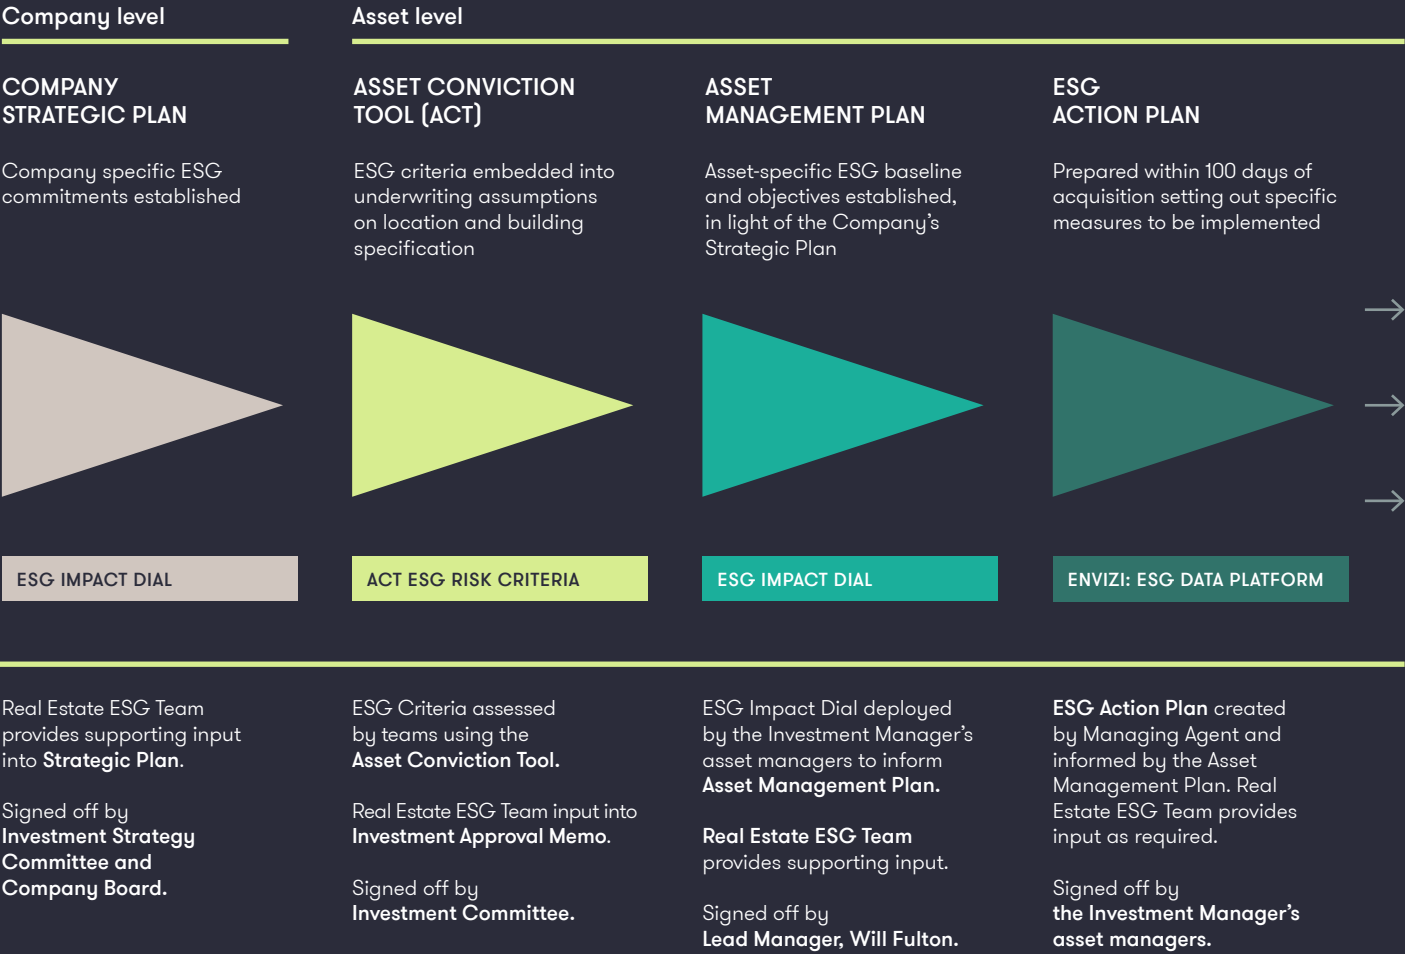 Company level
Asset level
COMPANY
STRATEGIC PLAN
Company specific ESG
commitments established
ASSET CONVICTION
TOOL (ACT)
ESG criteria embedded into
underwriting assumptions
on location and building
specification
ASSET
MANAGEMENT PLAN
Asset-specific ESG baseline
and objectives established,
in light of the Company’s
Strategic Plan
ESG
ACTION PLAN
Prepared within 100 days of
acquisition setting out specific
measures to be implemented
ESG IMPACT DIAL
ACT ESG RISK CRITERIA
ESG IMPACT DIAL
ENVIZI: ESG DATA PLATFORM
Real Estate ESG Team
provides supporting input
into Strategic Plan.
Signed off by
Investment Strategy
Committee and
Company Board.
ESG Criteria assessed
by teams using the
Asset Conviction Tool.
Real Estate ESG Team input into
Investment Approval Memo.
Signed off by
Investment Committee.
ESG Impact Dial deployed
by the Investment Manager’s
asset managers to inform
Asset Management Plan.
Real Estate ESG Team
provides supporting input.
Signed off by
Lead Manager, Will Fulton.
ESG Action Plan created
by Managing Agent and
informed by the Asset
Management Plan. Real
Estate ESG Team provides
input as required.
Signed off by
the Investment Manager’s
asset managers.